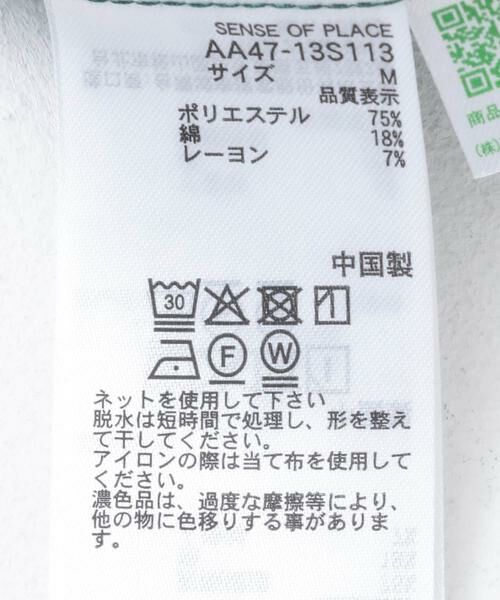 SENSE OF PLACE
AA47-13S113
サイズ M
品質表示
ポリエステル 75%
綿 18%
レーヨン 7%
中国製
30
F W
ネットを使用して下さい
脱水は短時間で処理し、形を整え
て干してください。
アイロンの際は当て布を使用して
ください。
濃色品は、過度な摩擦等により、
他の物に色移りする事がありま
す。
商品
(株)